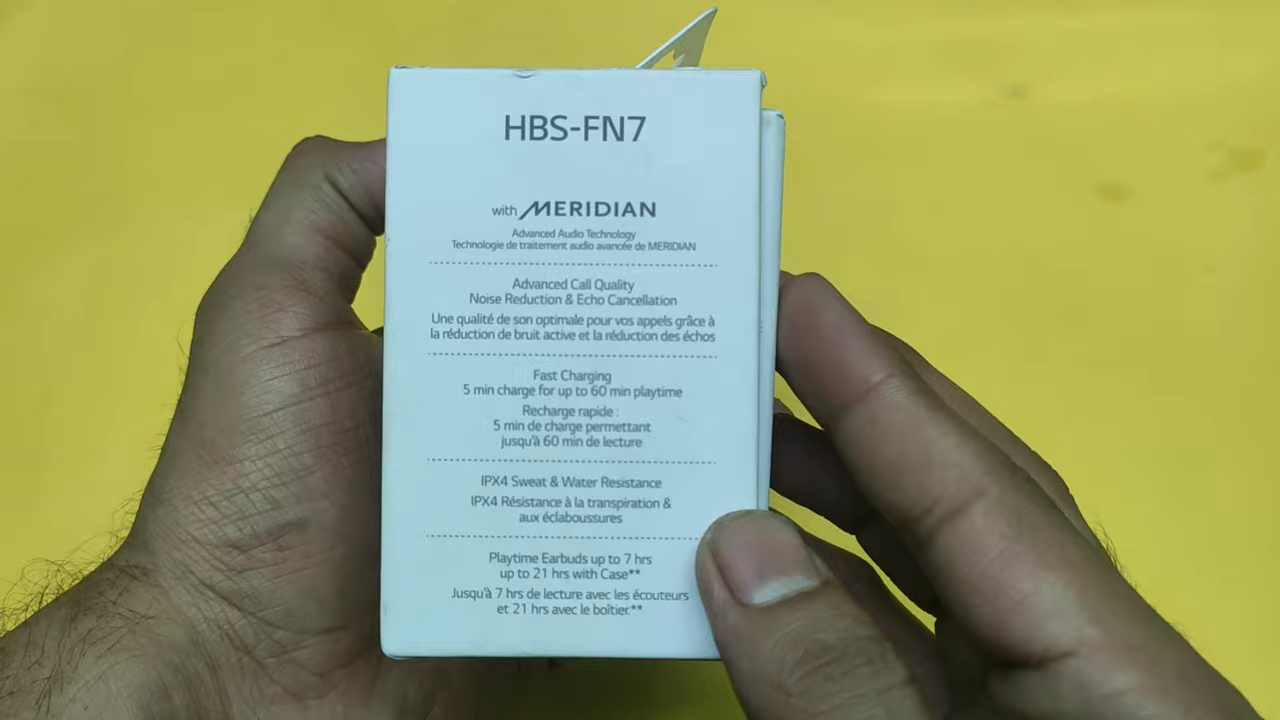 HBS-FN7
with MERIDIAN
Advanced Audio Technology
Technologie de traitement audio avancée de MERIDIAN
Advanced Call Quality
Noise Reduction & Echo Cancellation
Une qualité de son optimale pour vos appels grâce à
la réduction de bruit active et la réduction des échos
Fast Charging
5 min charge for up to 60 min playtime
Recharge rapide :
5 min de charge permettant
jusqu'à 60 min de lecture
IPX4 Sweat & Water Resistance
IPX4 Résistance à la transpiration &
aux éclaboussures
Playtime Earbuds up to 7 hrs
up to 21 hrs with Case**
Jusqu'à 7 hrs de lecture avec les écouteurs
et 21 hrs avec le boîtier.**